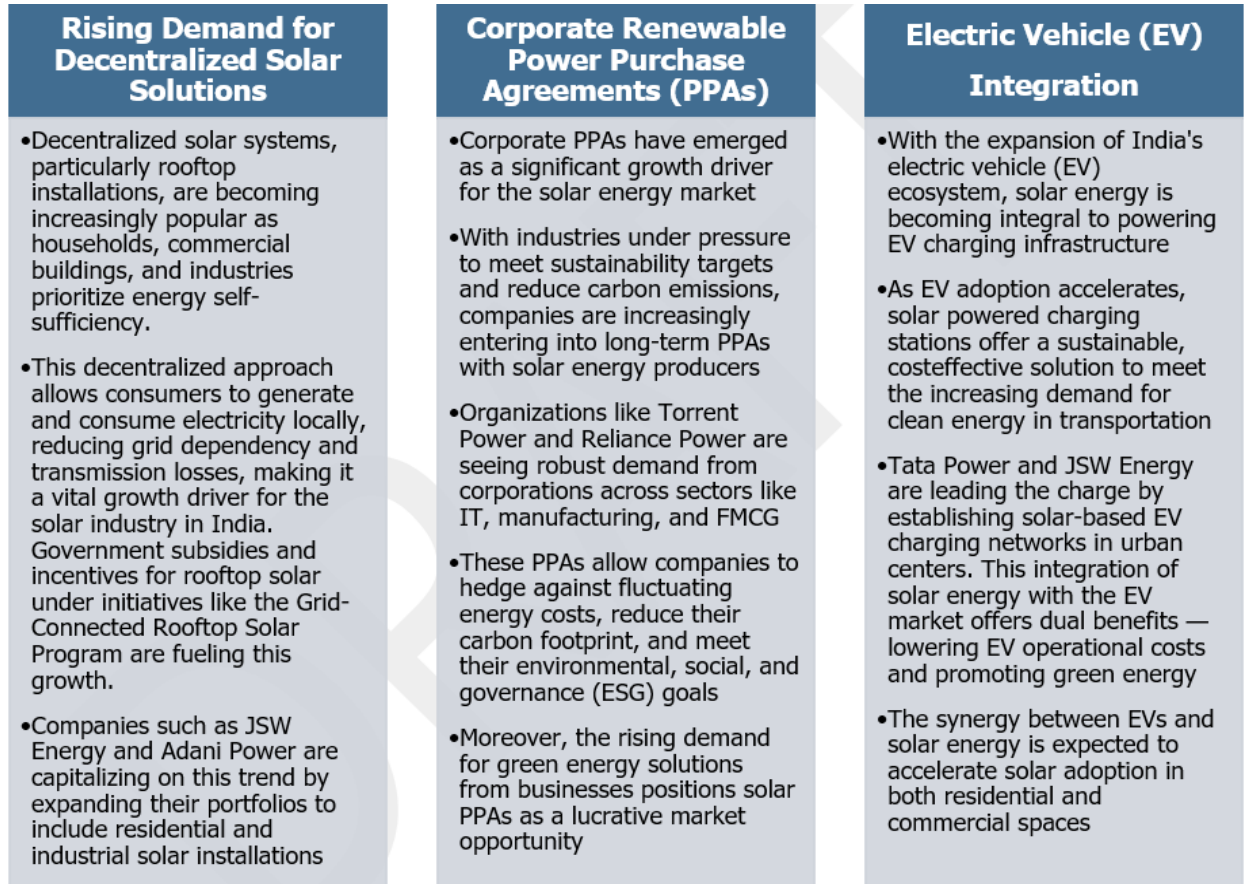 Rising Demand for
Decentralized Solar
Solutions
•Decentralized solar systems,
particularly rooftop
installations, are becoming
increasingly popular as
households, commercial
buildings, and industries
prioritize energy self-
sufficiency.
•This decentralized approach
allows consumers to generate
and consume electricity locally,
reducing grid dependency and
transmission losses, making it
a vital growth driver for the
solar industry in India.
Government subsidies and
incentives for rooftop solar
under initiatives like the Grid-
Connected Rooftop Solar
Program are fueling this
growth.
•Companies such as JSW
Energy and Adani Power are
capitalizing on this trend by
expanding their portfolios to
include residential and
industrial solar installations
Corporate Renewable
Power Purchase
Agreements (PPAs)
•Corporate PPAs have emerged
as a significant growth driver
for the solar energy market
•With industries under pressure
to meet sustainability targets
and reduce carbon emissions,
companies are increasingly
entering into long-term PPAs
with solar energy producers
•Organizations like Torrent
Power and Reliance Power are
seeing robust demand from
corporations across sectors like
IT, manufacturing, and FMCG
•These PPAs allow companies to
hedge against fluctuating
energy costs, reduce their
carbon footprint, and meet
their environmental, social, and
governance (ESG) goals
•Moreover, the rising demand
for green energy solutions
from businesses positions solar
PPAs as a lucrative market
opportunity
Electric Vehicle (EV)
Integration
•With the expansion of India's
electric vehicle (EV)
ecosystem, solar energy is
becoming integral to powering
EV charging infrastructure
•As EV adoption accelerates,
solar powered charging
stations offer a sustainable,
costeffective solution to meet
the increasing demand for
clean energy in transportation
•Tata Power and JSW Energy
are leading the charge by
establishing solar-based EV
charging networks in urban
centers. This integration of
solar energy with the EV
market offers dual benefits —
lowering EV operational costs
and promoting green energy
•The synergy between EVs and
solar energy is expected to
accelerate solar adoption in
both residential and
commercial spaces